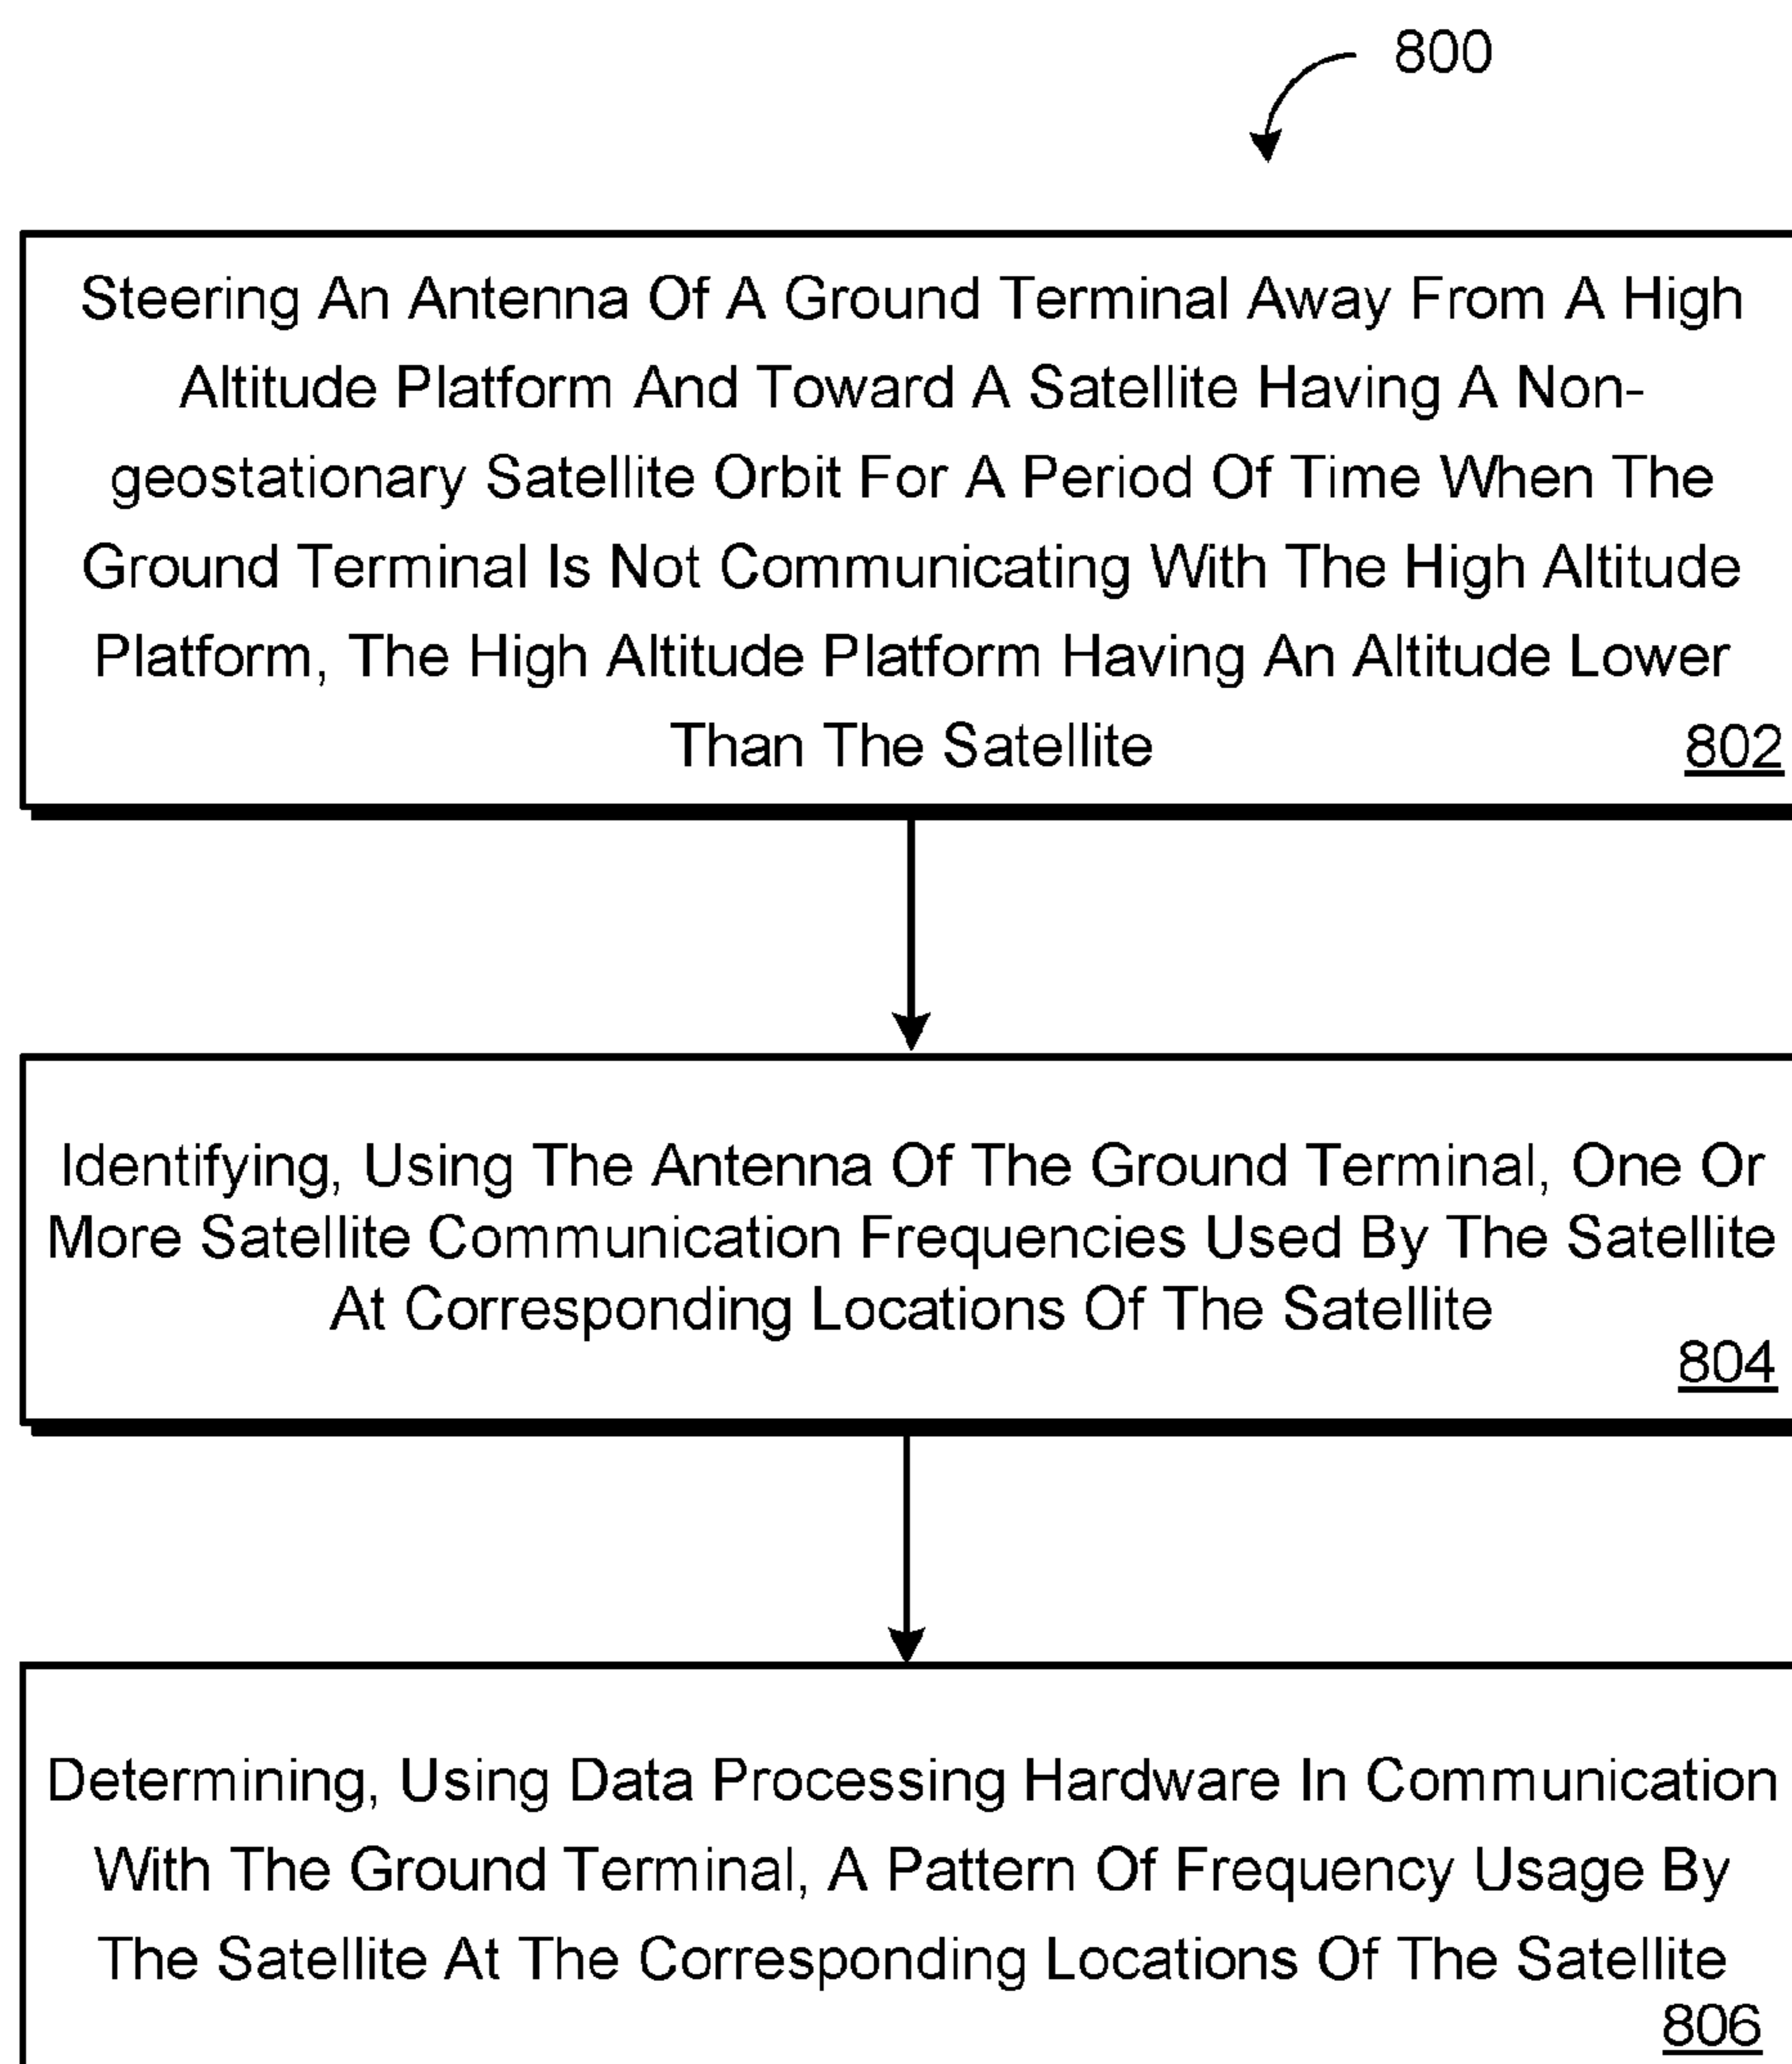 800
Steering An Antenna Of A Ground Terminal Away From A High
Altitude Platform And Toward A Satellite Having A Non-
geostationary Satellite Orbit For A Period Of Time When The
Ground Terminal Is Not Communicating With The High Altitude
Platform, The High Altitude Platform Having An Altitude Lower
Than The Satellite
802
Identifying, Using The Antenna Of The Ground Terminal, One Or
More Satellite Communication Frequencies Used By The Satellite
At Corresponding Locations Of The Satellite
804
Determining, Using Data Processing Hardware In Communication
With The Ground Terminal, A Pattern Of Frequency Usage By
The Satellite At The Corresponding Locations Of The Satellite
806